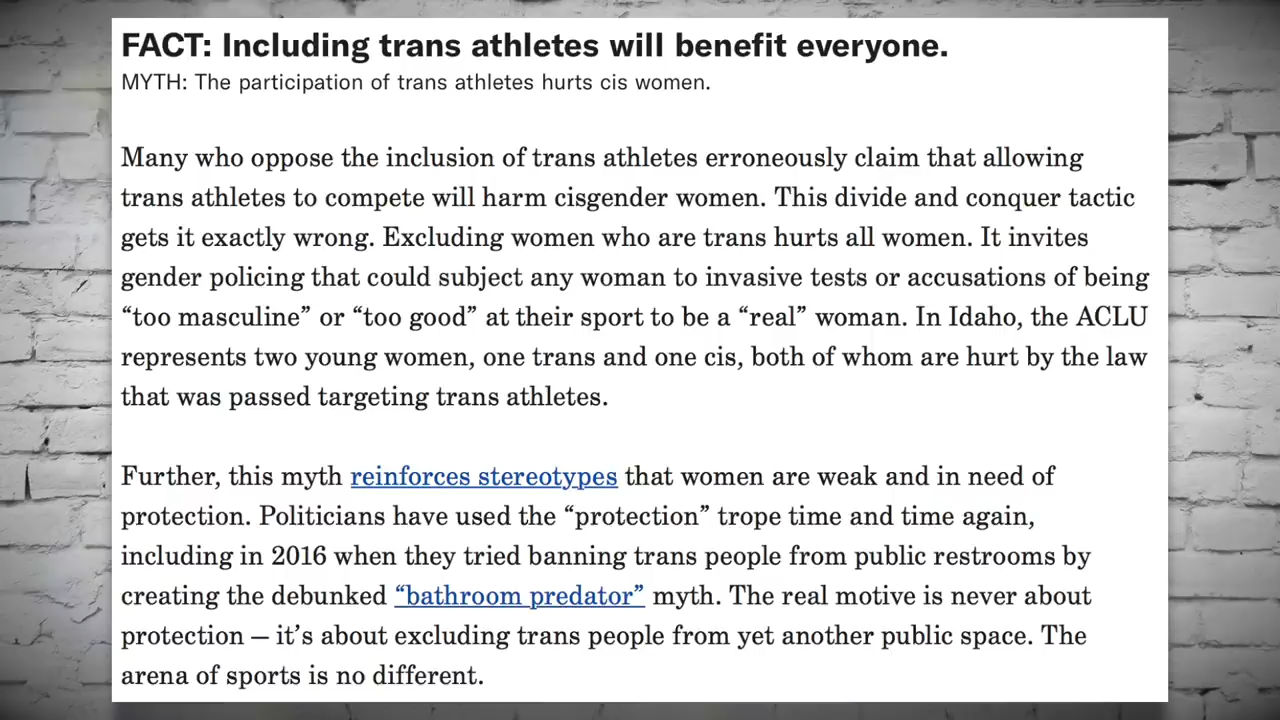 FACT: Including trans athletes will benefit everyone.
MYTH: The participation of trans athletes hurts cis women.
Many who oppose the inclusion of trans athletes erroneously claim that allowing
trans athletes to compete will harm cisgender women. This divide and conquer tactic
gets it exactly wrong. Excluding women who are trans hurts all women. It invites
gender policing that could subject any woman to invasive tests or accusations of being
“too masculine” or “too good” at their sport to be a “real” woman. In Idaho, the ACLU
represents two young women, one trans and one cis, both of whom are hurt by the law
that was passed targeting trans athletes.
Further, this myth reinforces stereotypes that women are weak and in need of
protection. Politicians have used the “protection” trope time and time again,
including in 2016 when they tried banning trans people from public restrooms by
creating the debunked “bathroom predator” myth. The real motive is never about
protection — it’s about excluding trans people from yet another public space. The
arena of sports is no different.